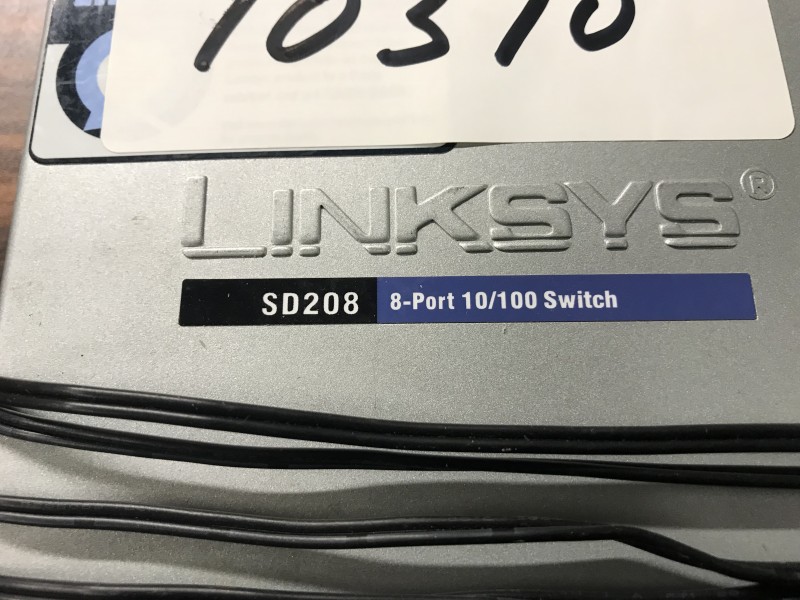 10310
LINKSYS®
SD208 8-Port 10/100 Switch